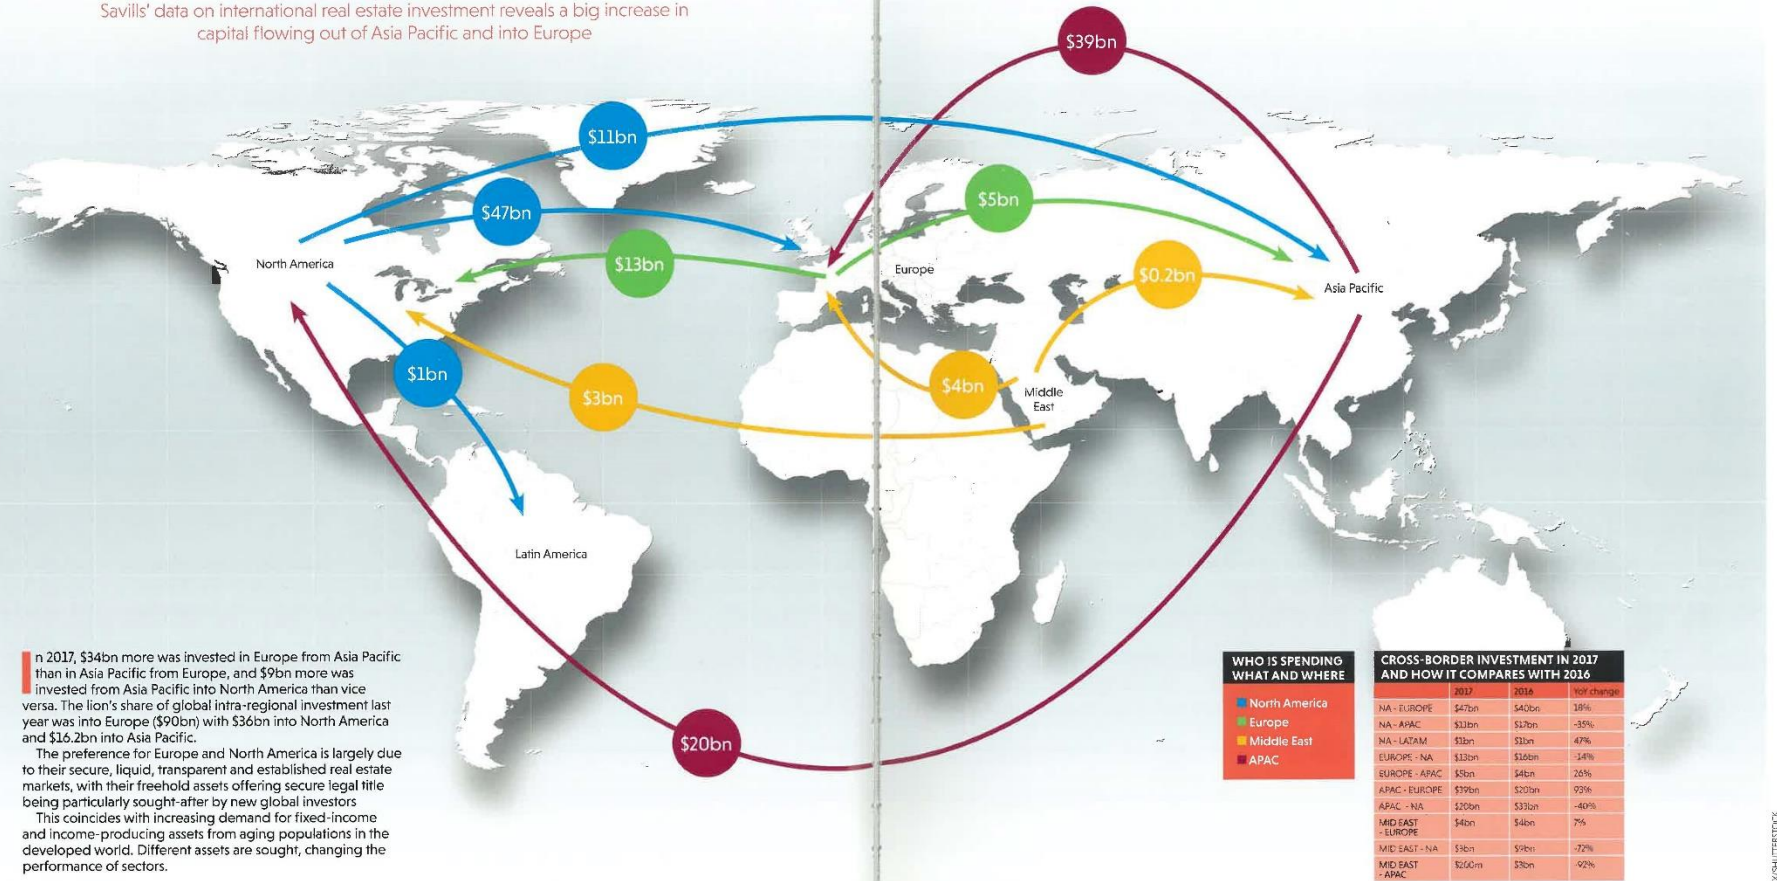 Savills' data on international real estate investment reveals a big increase in
capital flowing out of Asia Pacific and into Europe
$39bn
$11bn
$47bn
$5bn
$13bn
North America
Europe
$0.2bn
Asia Pacific
$1bn
$3bn
$4bn
Middle
East
Latin America
$20bn
In 2017, $34bn more was invested in Europe from Asia Pacific
than in Asia Pacific from Europe, and $9bn more was
invested from Asia Pacific into North America than vice
versa. The lion's share of global intra-regional investment last
year was into Europe ($90bn) with $36bn into North America
and $16.2bn into Asia Pacific.
The preference for Europe and North America is largely due
to their secure, liquid, transparent and established real estate
markets, with their freehold assets offering secure legal title
being particularly sought-after by new global investors
This coincides with increasing demand for fixed-income
and income-producing assets from aging populations in the
developed world. Different assets are sought, changing the
performance of sectors.
WHO IS SPENDING
WHAT AND WHERE
North America
Europe
Middle East
APAC
CROSS-BORDER INVESTMENT IN 2017
AND HOW IT COMPARES WITH 2016
2017 2016 YoY change
NA - EUROPE $47bn $40bn 18%
NA - APAC $11bn $17bn -35%
NA - LATAM $1bn $1bn 47%
EUROPE - NA $13bn $16bn -14%
EUROPE - APAC $5bn $4bn 26%
APAC - EUROPE $39bn $20bn 93%
APAC - NA $20bn $33bn -40%
MID EAST $4bn $4bn 7%
- EUROPE
MID EAST - NA $3bn $9bn -72%
MID EAST $200m $3bn -92%
- APAC
/SHUTTERSTOCK